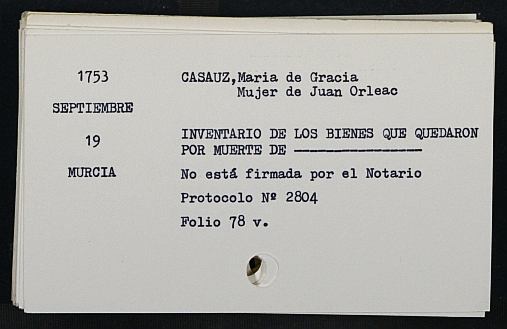 1753
SEPTIEMBRE
19
MURCIA
CASAUZ,Maria de Gracia
Mujer de Juan Orleac
INVENTARIO DE LOS BIENES QUE QUEDARON
POR MUERTE DE ----------------
No está firmada por el Notario
Protocolo Nº 2804
Folio 78 v.